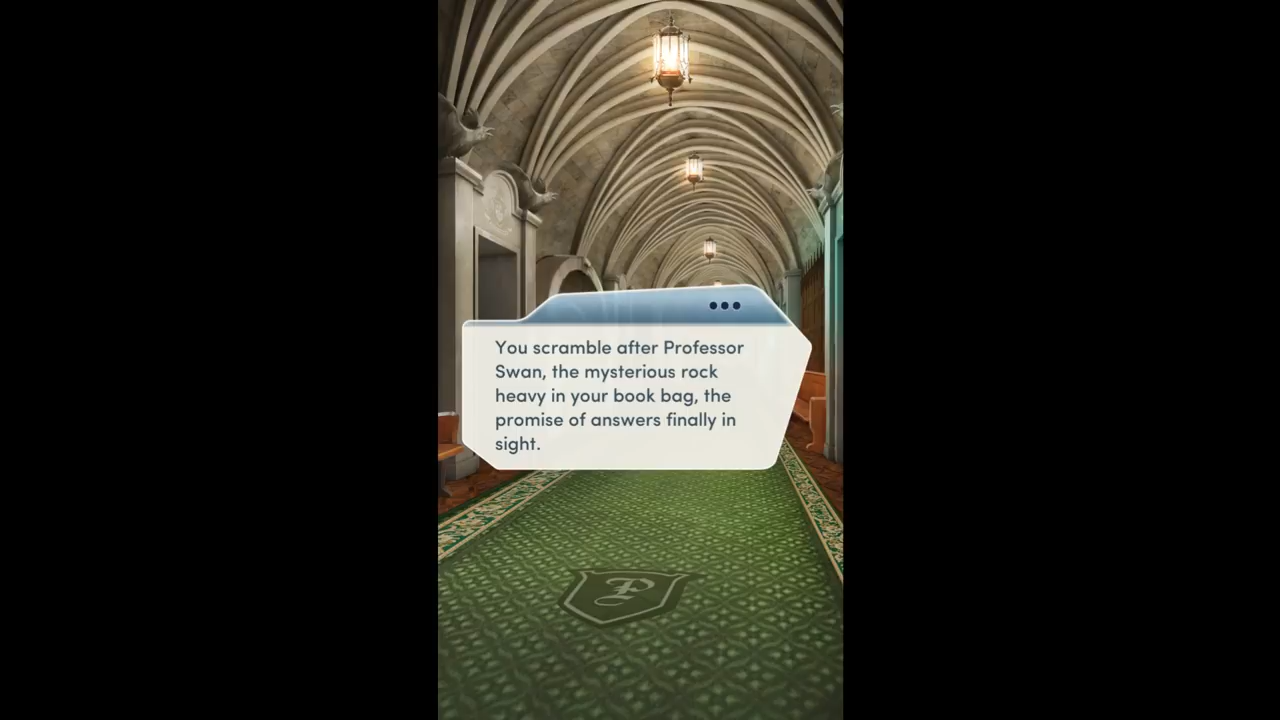 You scramble after Professor
Swan, the mysterious rock
heavy in your book bag, the
promise of answers finally in
sight.
P